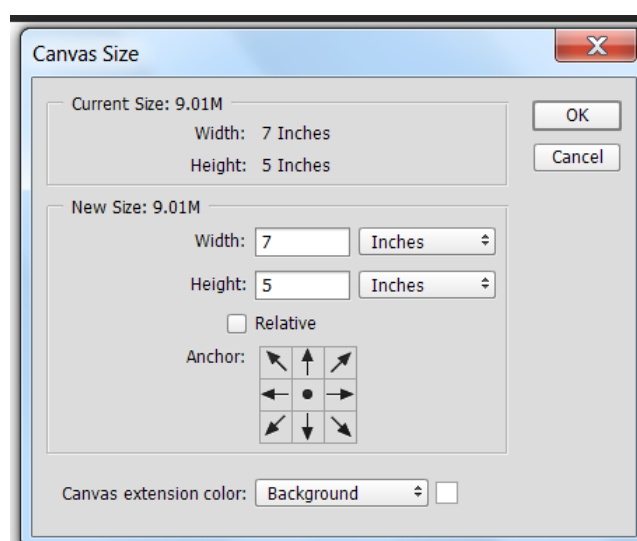 Canvas Size
Current Size: 9.01M
OK
Width: 7 Inches
Cancel
Height: 5 Inches
New Size: 9.01M
Width: 7 Inches
Height: 5 Inches
Relative
Anchor:
Canvas extension color: Background